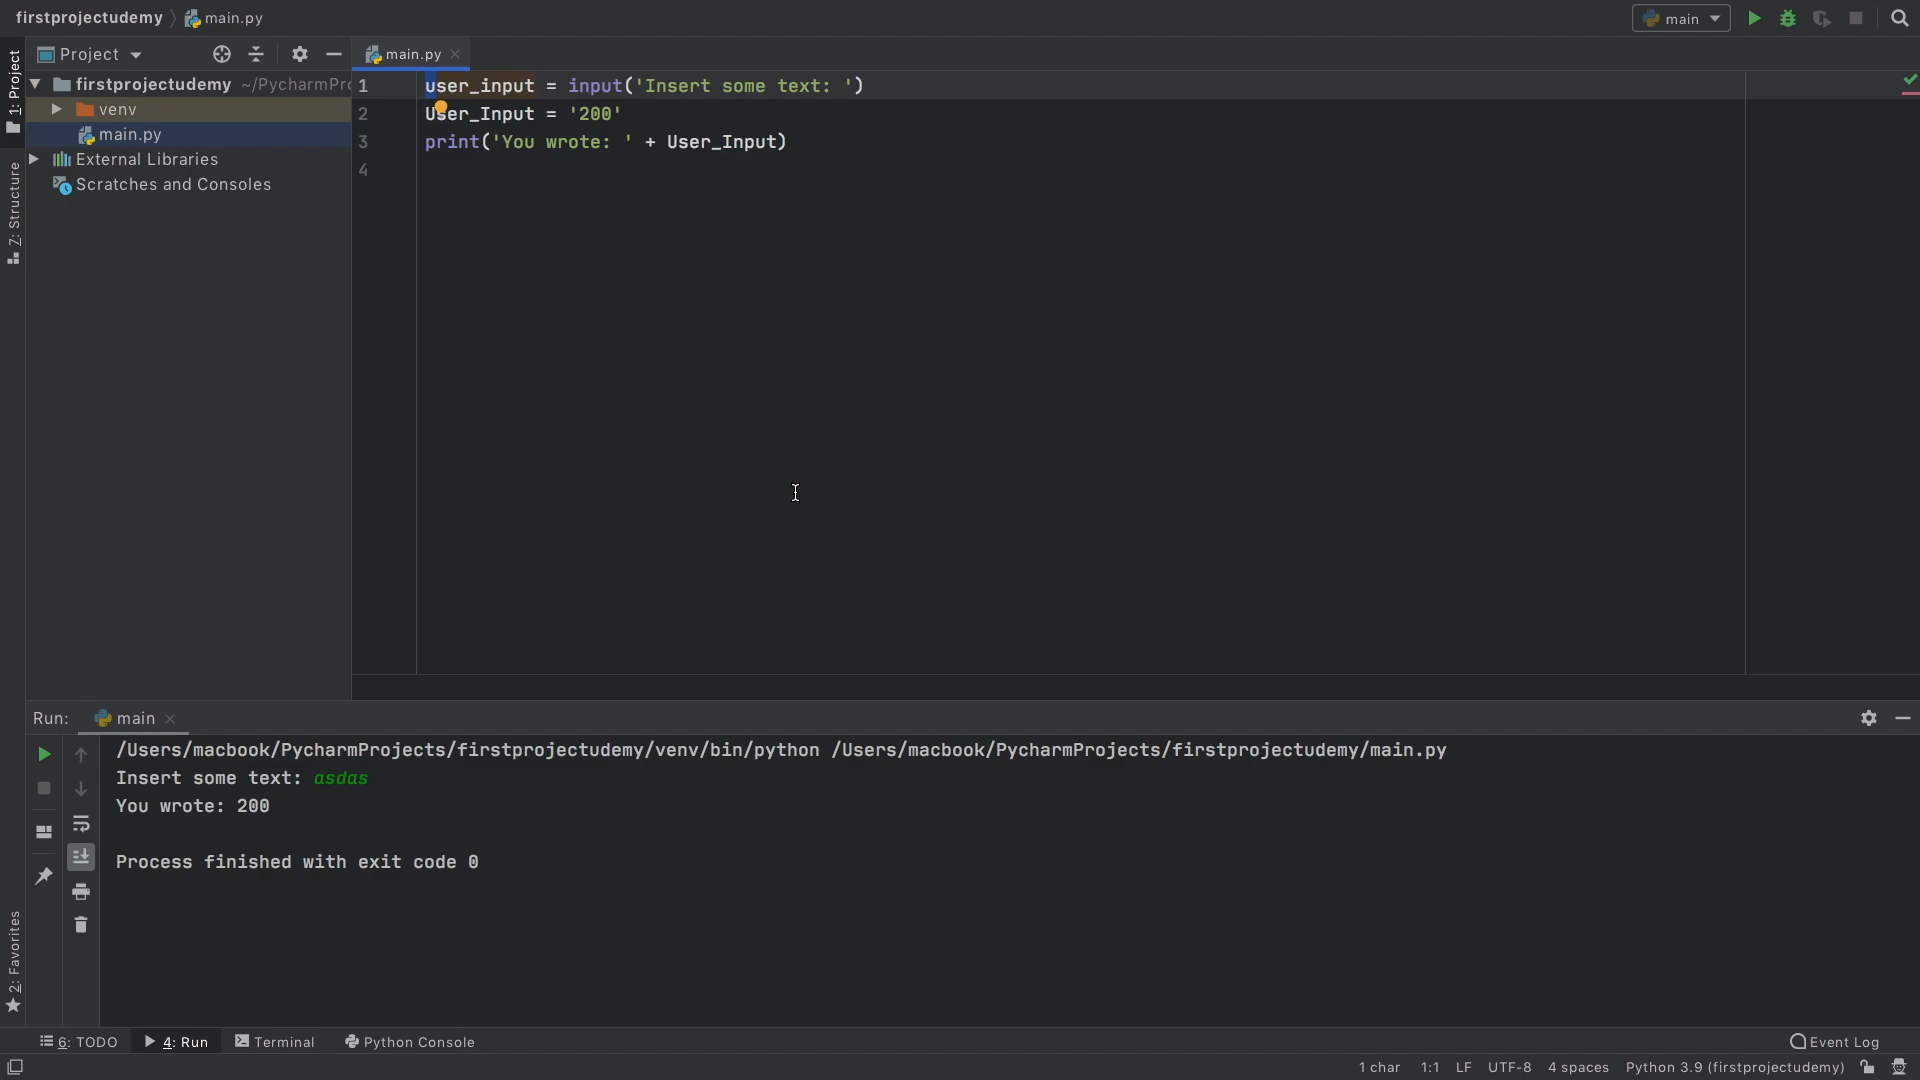 firstprojectudemy main.py
main
Project
main.py
1: Project
7: Structure
2: Favorites
firstprojectudemy ~/PycharmPr
venv
main.py
External Libraries
Scratches and Consoles
1 user_input = input('Insert some text: ')
2 User_Input = '200'
3 print('You wrote: ' + User_Input)
4
Run: main
/Users/macbook/PycharmProjects/firstprojectudemy/venv/bin/python /Users/macbook/PycharmProjects/firstprojectudemy/main.py
Insert some text: asdas
You wrote: 200
Process finished with exit code 0
6: TODO 4: Run Terminal Python Console Event Log
1 char 1:1 LF UTF-8 4 spaces Python 3.9 (firstprojectudemy)